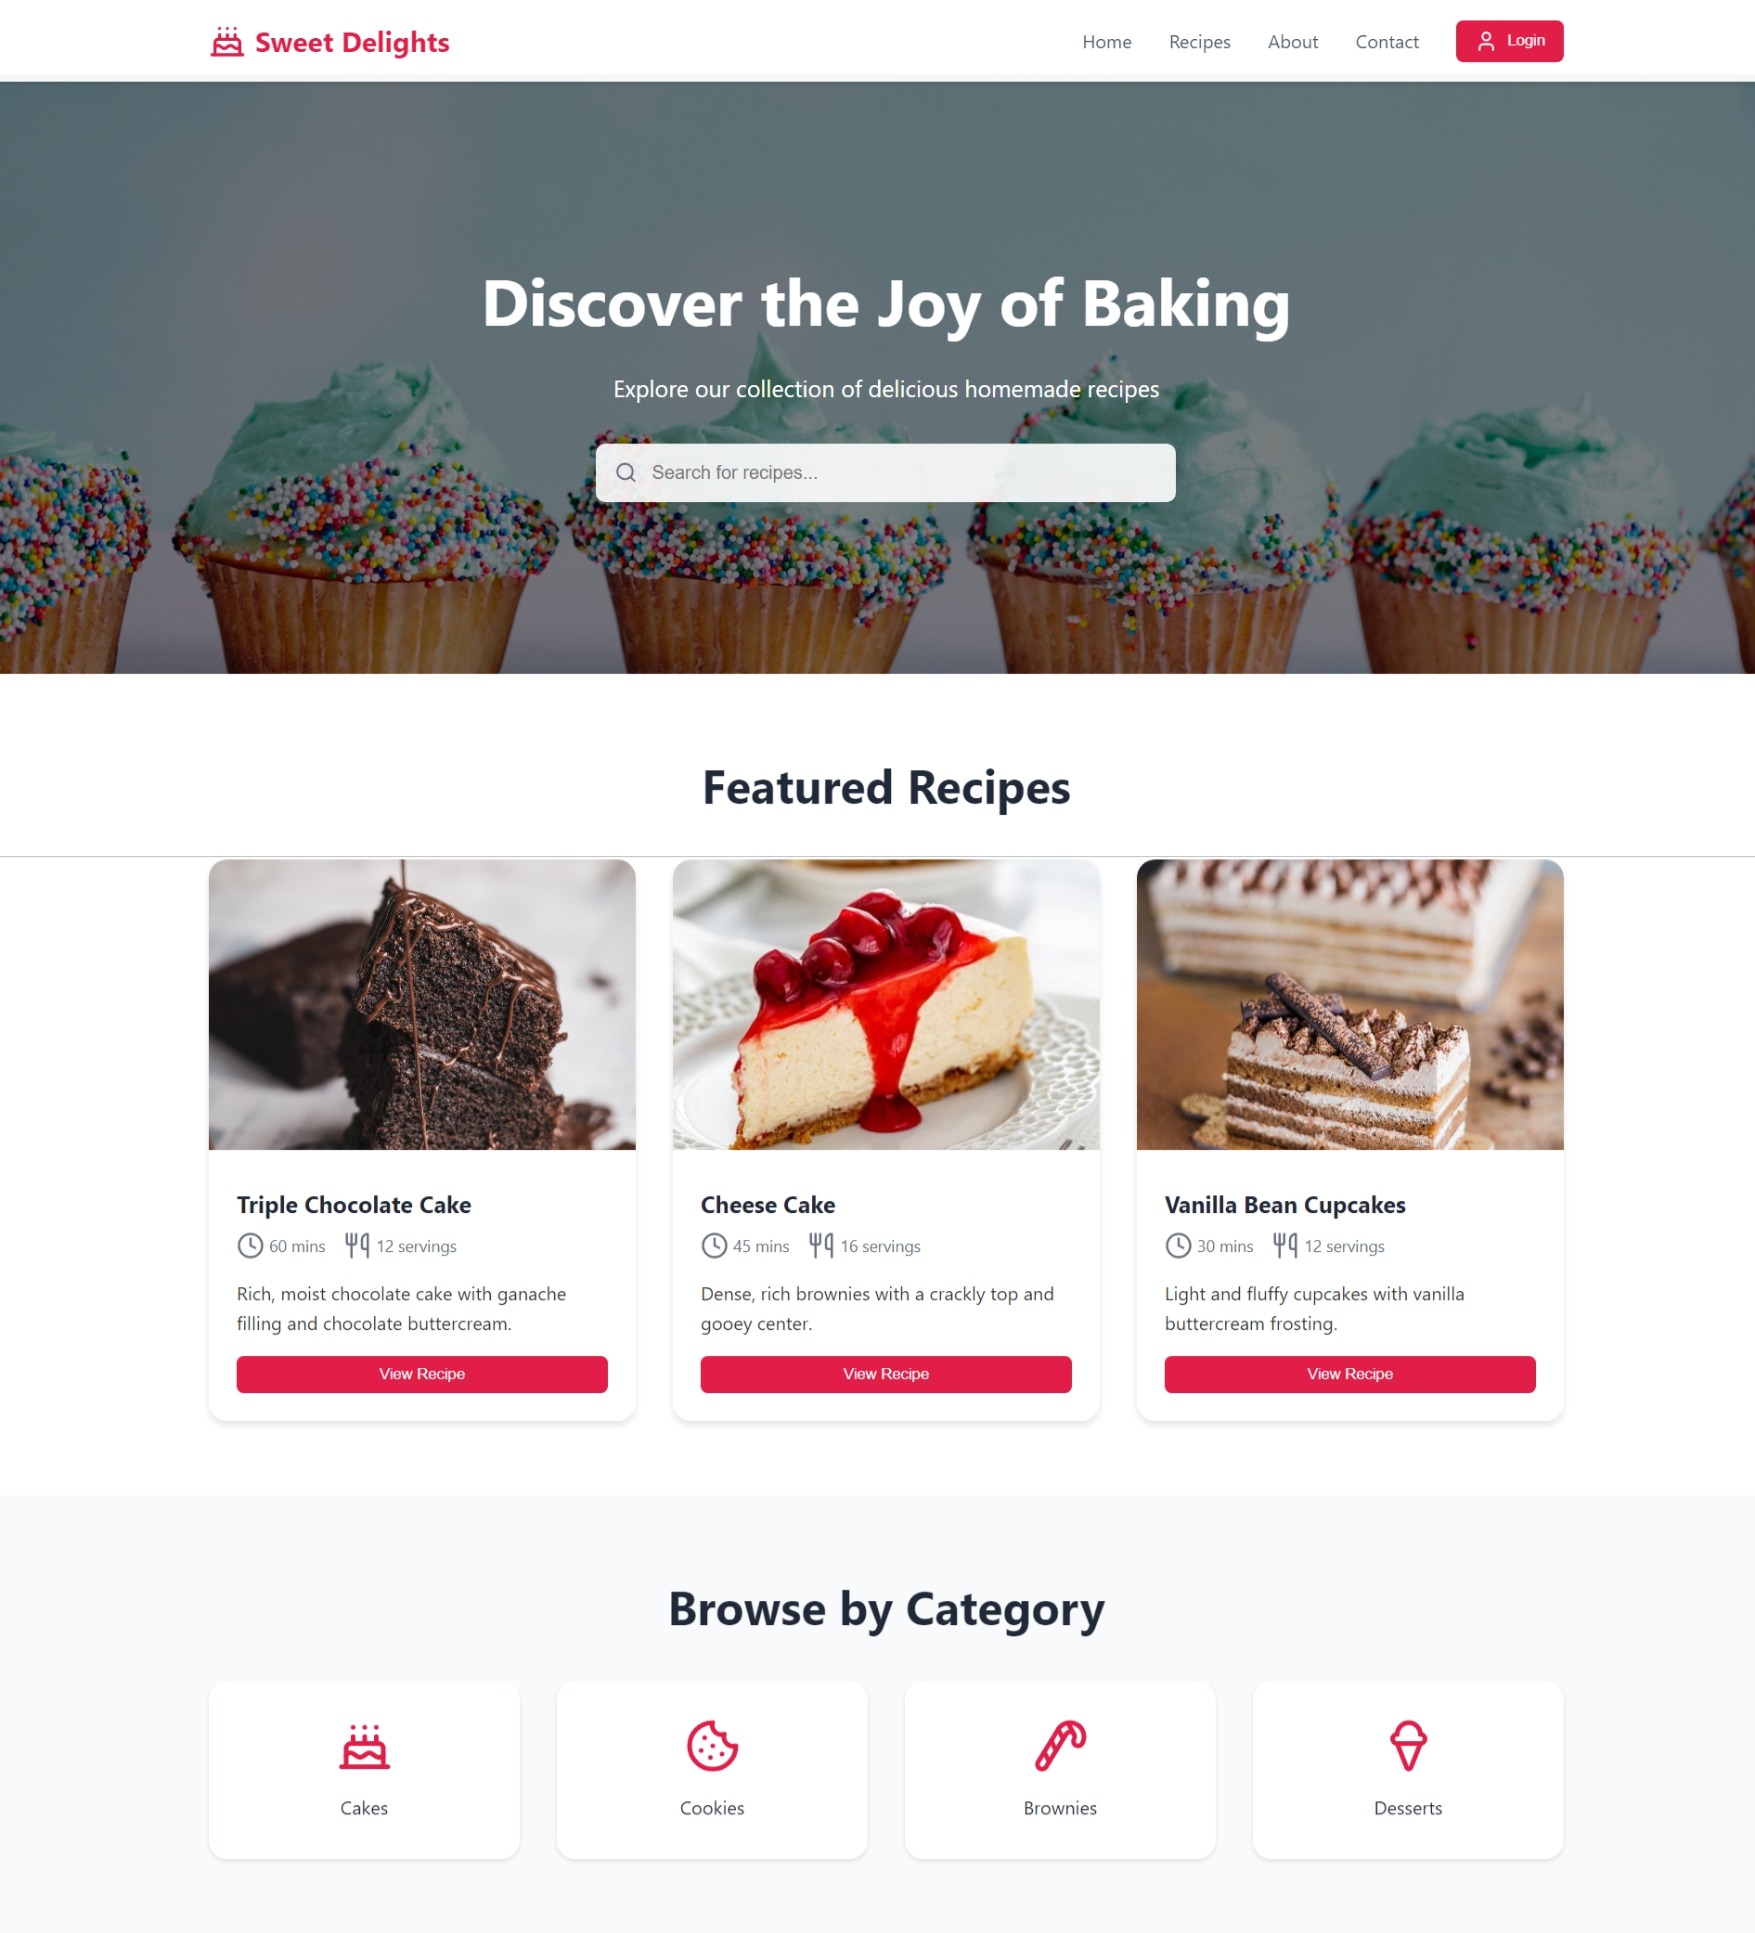 Sweet Delights
Home
Recipes
About
Contact
Login
Discover the Joy of Baking
Explore our collection of delicious homemade recipes
Search for recipes...
Featured Recipes
Triple Chocolate Cake
60 mins
12 servings
Rich, moist chocolate cake with ganache
filling and chocolate buttercream.
View Recipe
Cheese Cake
45 mins
16 servings
Dense, rich brownies with a crackly top and
gooey center.
View Recipe
Vanilla Bean Cupcakes
30 mins
12 servings
Light and fluffy cupcakes with vanilla
buttercream frosting.
View Recipe
Browse by Category
Cakes
Cookies
Brownies
Desserts